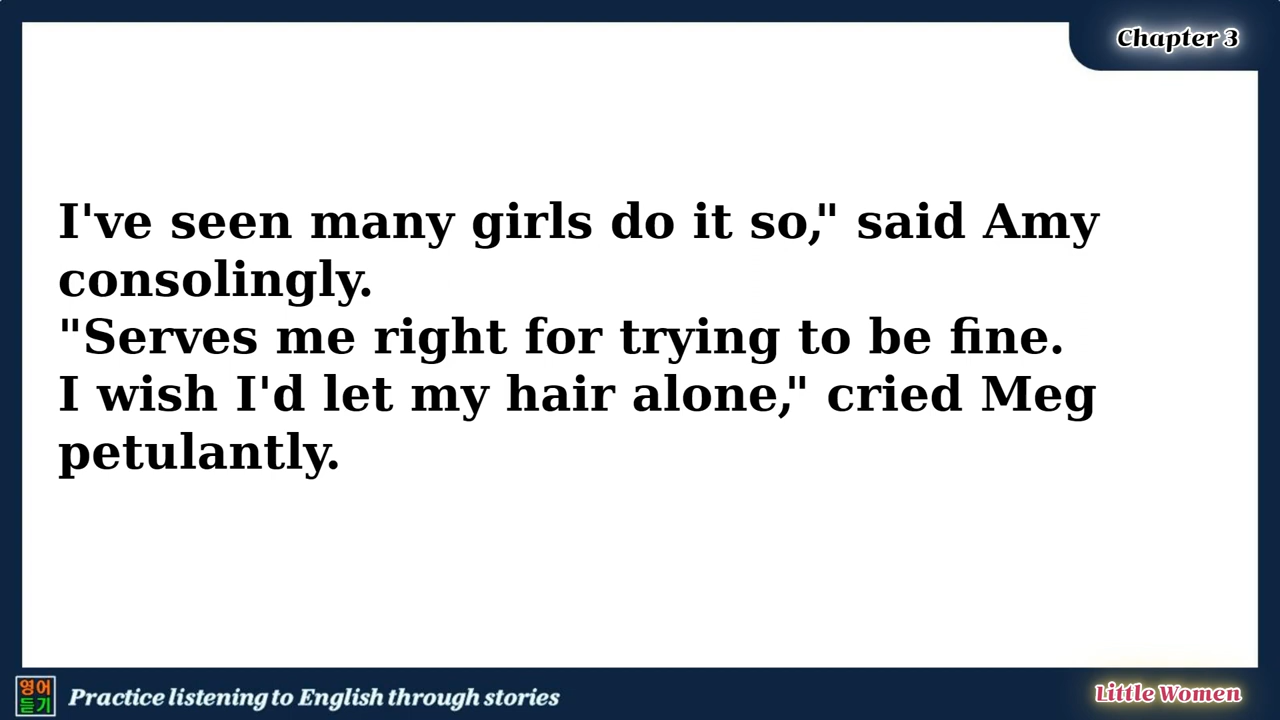 Chapter 3
I've seen many girls do it so," said Amy
consolingly.
"Serves me right for trying to be fine.
I wish I'd let my hair alone," cried Meg
petulantly.
영어
듣기
Practice listening to English through stories
Little Women